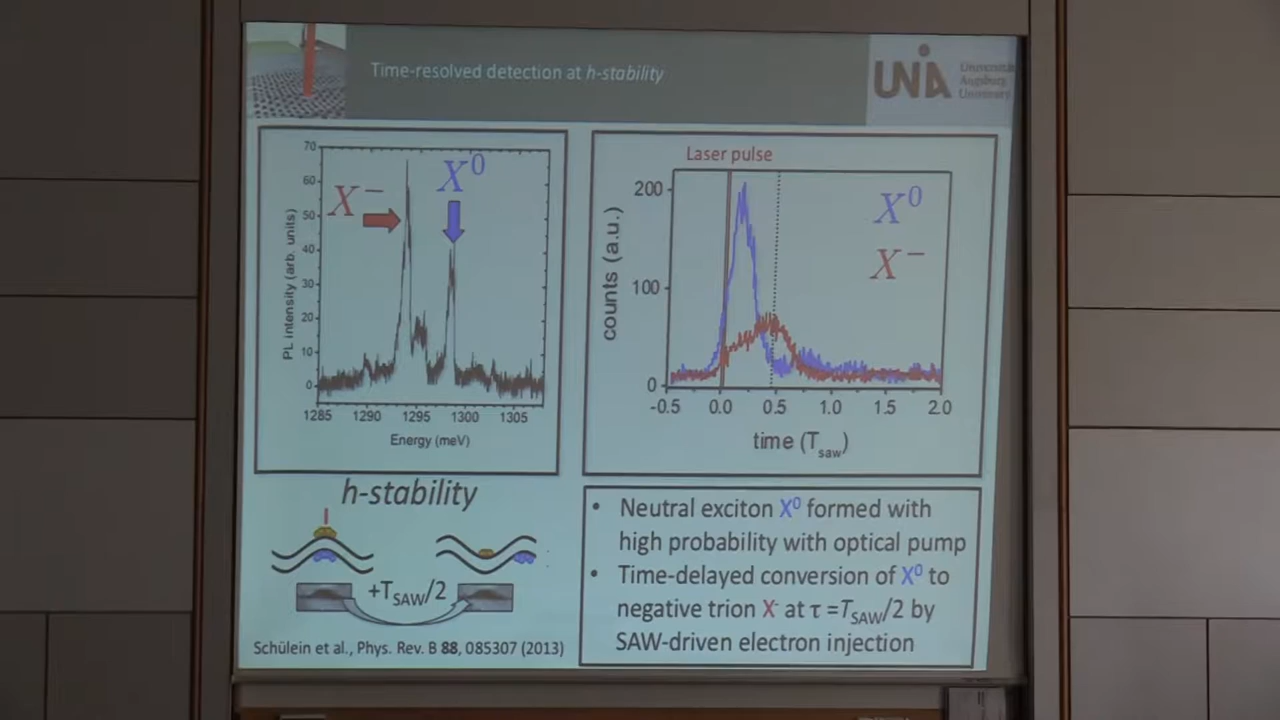 Time-resolved detection at h-stability
UNIA
Universität
Augsburg
University
70
60
50
40
30
20
10
0
PL intensity (arb. units)
X⁻
X⁰
1285 1290 1295 1300 1305
Energy (meV)
Laser pulse
200
100
0
counts (a.u.)
X⁰
X⁻
-0.5 0.0 0.5 1.0 1.5 2.0
time (T_saw)
h-stability
+T_SAW/2
Schülein et al., Phys. Rev. B 88, 085307 (2013)
• Neutral exciton X⁰ formed with
high probability with optical pump
• Time-delayed conversion of X⁰ to
negative trion X⁻ at τ =T_SAW/2 by
SAW-driven electron injection